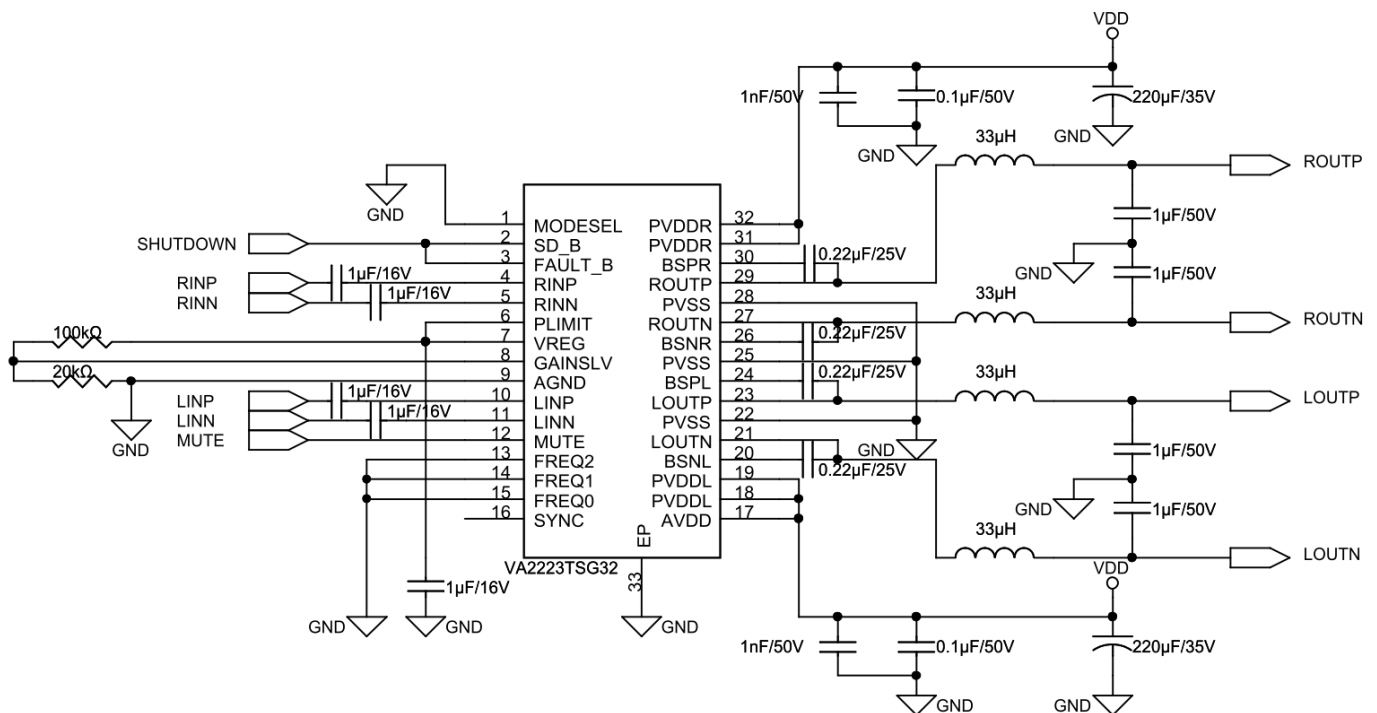 VDD
1nF/50V
0.1µF/50V
220µF/35V
GND
GND
33µH
ROUTP
GND
1 MODESEL PVDDR 32
1µF/50V
SHUTDOWN
2 SD_B PVDDR 31
3 FAULT_B BSPR 30
0.22µF/25V
GND
RINP
1µF/16V
4 RINP ROUTP 29
1µF/50V
RINN
1µF/16V
5 RINN PVSS 28
33µH
100kΩ
6 PLIMIT ROUTN 27
ROUTN
7 VREG BSNR 26
0.22µF/25V
8 GAINSLV PVSS 25
20kΩ
9 AGND BSPL 24
0.22µF/25V
33µH
LINP
1µF/16V
10 LINP LOUTP 23
LOUTP
LINN
1µF/16V
11 LINN PVSS 22
GND
MUTE
12 MUTE LOUTN 21
GND
1µF/50V
13 FREQ2 BSNL 20
0.22µF/25V
14 FREQ1 PVDDL 19
15 FREQ0 PVDDL 18
GND
1µF/50V
16 SYNC AVDD 17
33µH
EP
LOUTN
VA2223TSG32
33
VDD
1µF/16V
GND
GND
GND
1nF/50V
0.1µF/50V
220µF/35V
GND
GND